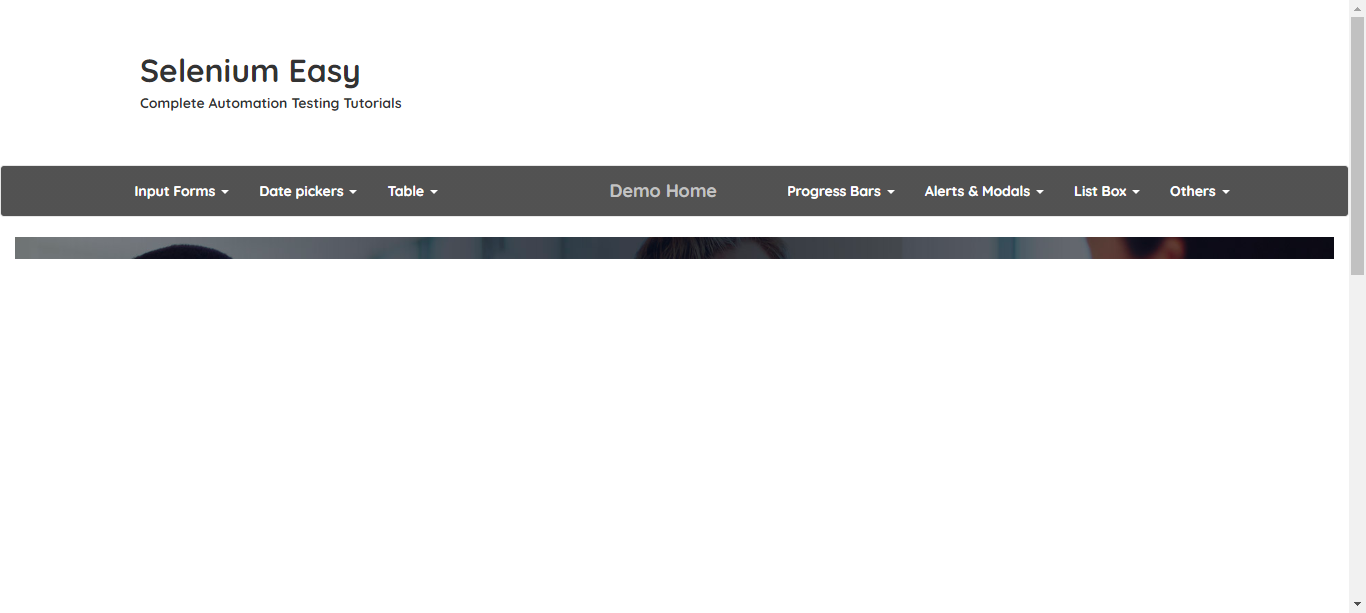 Selenium Easy
Complete Automation Testing Tutorials
Input Forms Date pickers Table Demo Home Progress Bars Alerts & Modals List Box Others